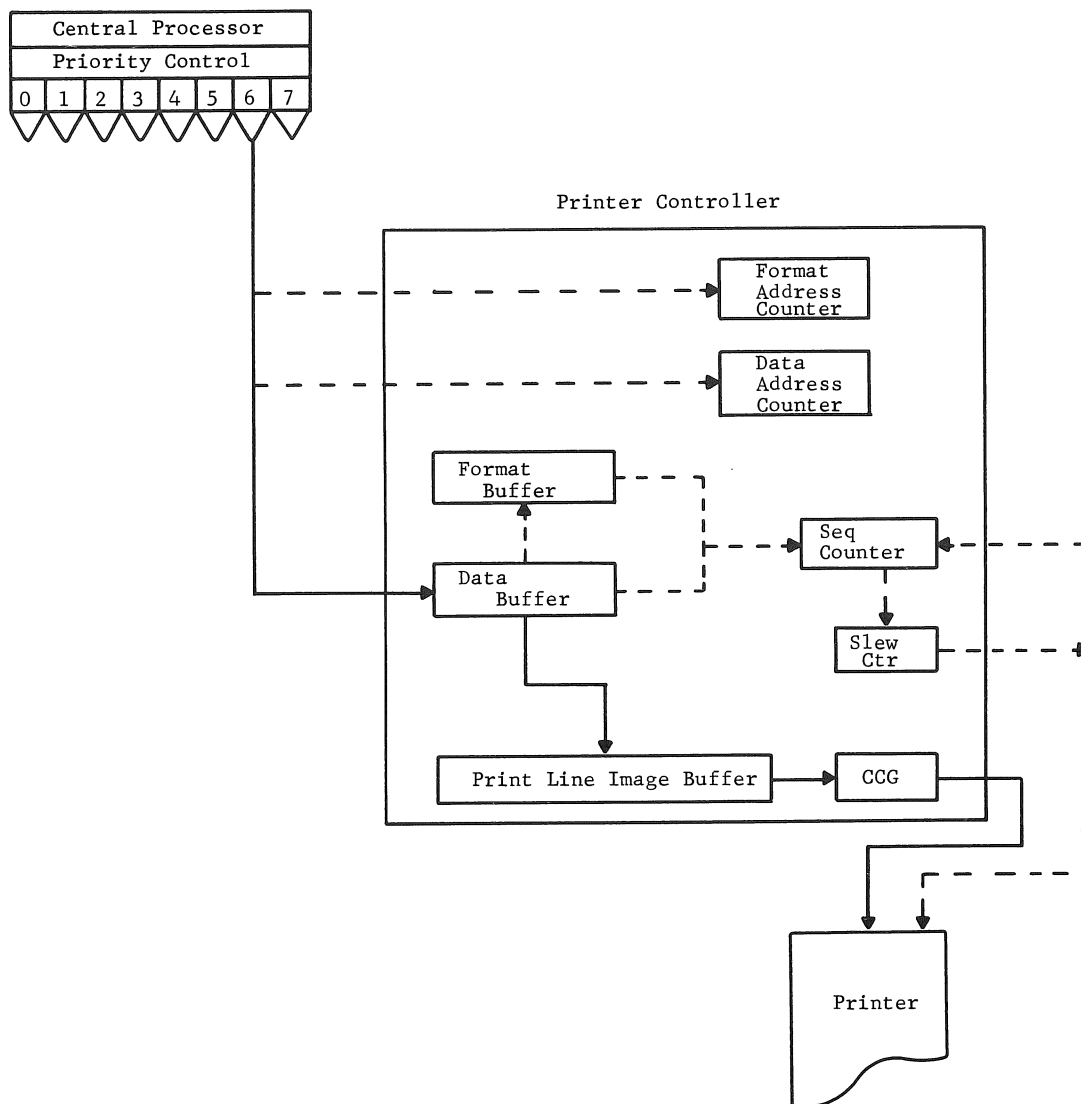 Central Processor
Priority Control
0 1 2 3 4 5 6 7
Printer Controller
Format
Address
Counter
Data
Address
Counter
Format
Buffer
Seq
Counter
Data
Buffer
Slew
Ctr
Print Line Image Buffer
CCG
Printer